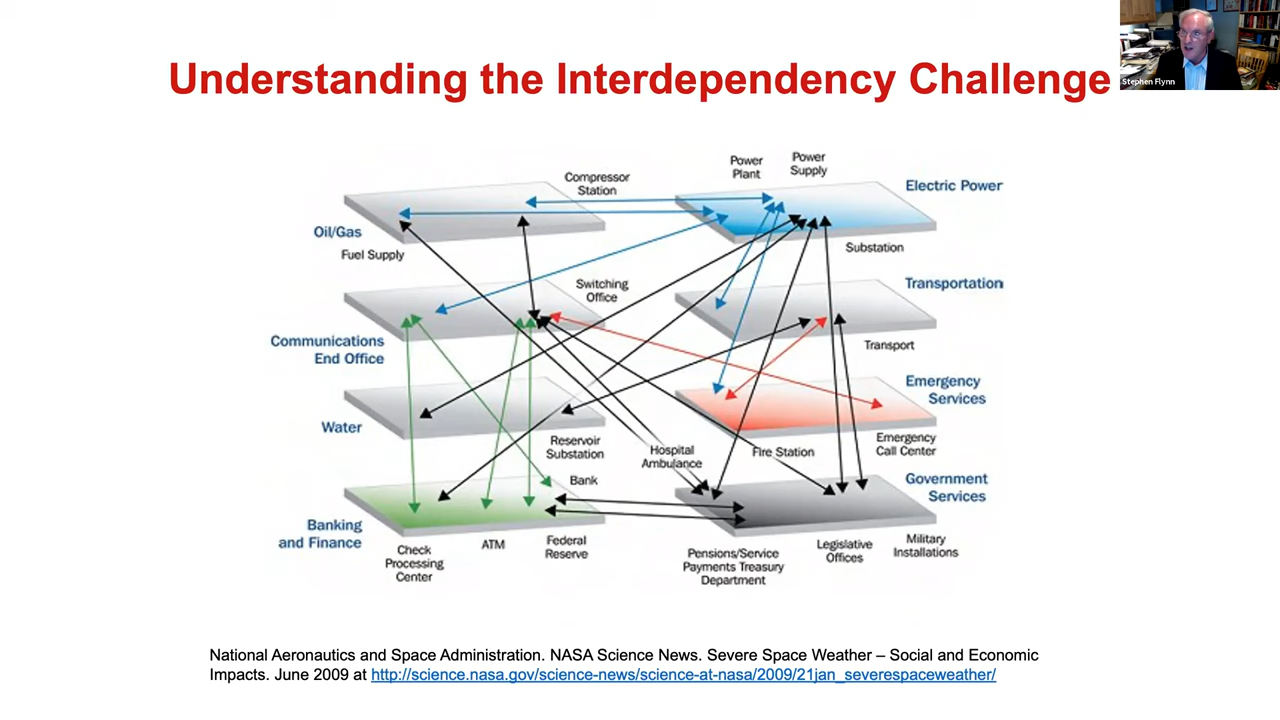 Understanding the Interdependency Challenge
Stephen Flynn
Compressor
Station
Power
Plant
Power
Supply
Electric Power
Oil/Gas
Fuel Supply
Substation
Switching
Office
Transportation
Communications
End Office
Transport
Emergency
Services
Water
Reservoir
Substation
Hospital
Ambulance
Fire Station
Emergency
Call Center
Bank
Government
Services
Banking
and Finance
Check
Processing
Center
ATM
Federal
Reserve
Pensions/Service
Payments Treasury
Department
Legislative
Offices
Military
Installations
National Aeronautics and Space Administration. NASA Science News. Severe Space Weather – Social and Economic
Impacts. June 2009 at http://science.nasa.gov/science-news/science-at-nasa/2009/21jan_severespaceweather/